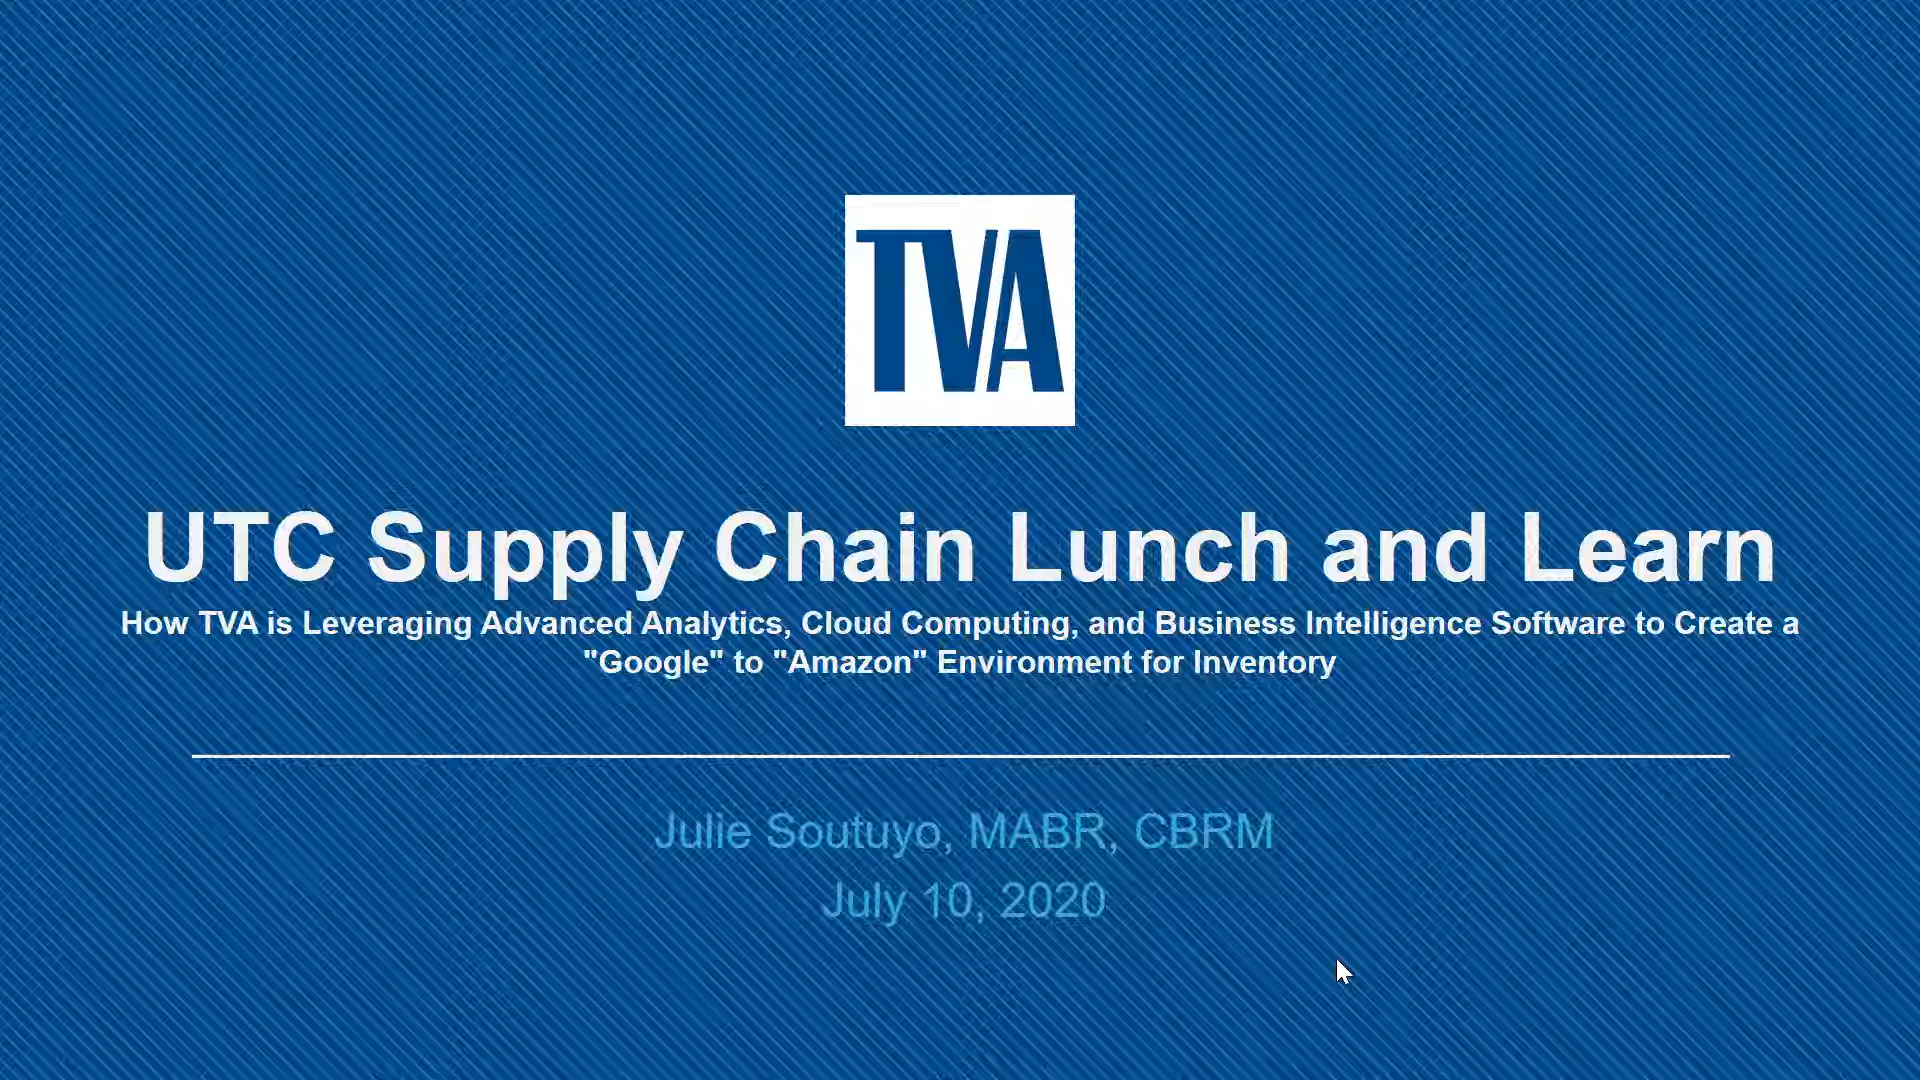 TVA
UTC Supply Chain Lunch and Learn
How TVA is Leveraging Advanced Analytics, Cloud Computing, and Business Intelligence Software to Create a
"Google" to "Amazon" Environment for Inventory
Julie Soutuyo, MABR, CBRM
July 10, 2020